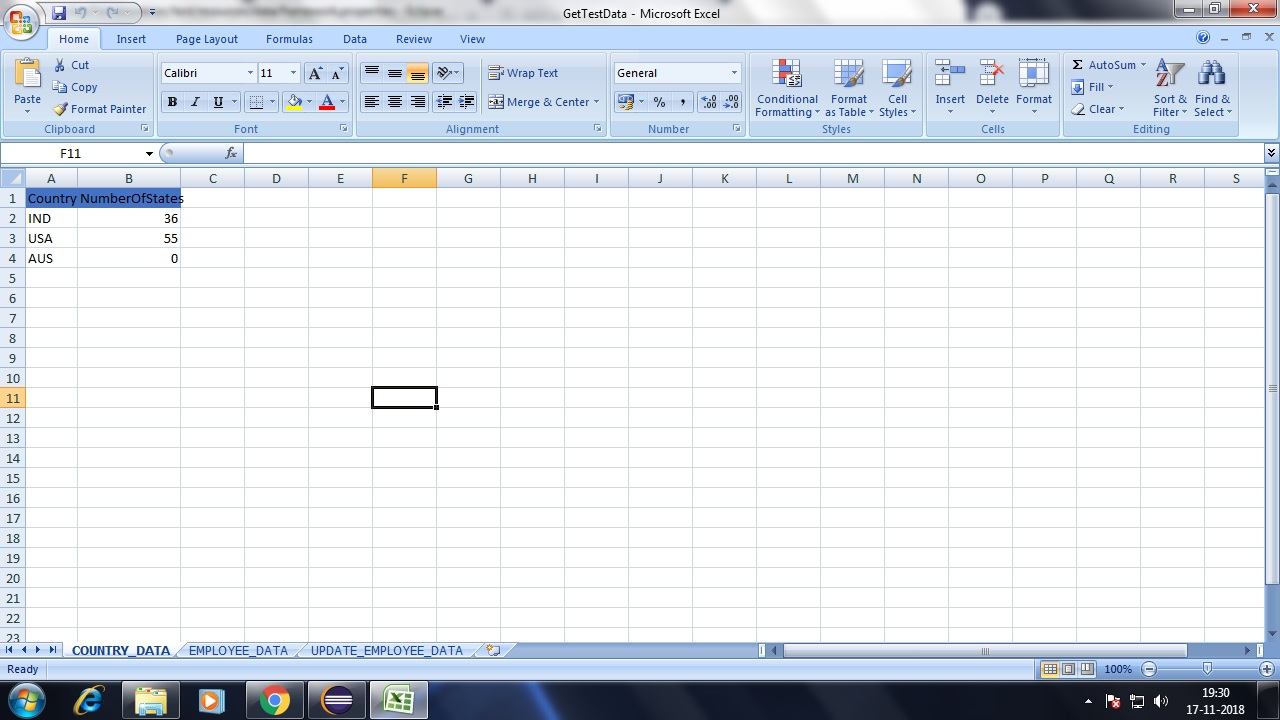 GetTestData - Microsoft Excel
Home Insert Page Layout Formulas Data Review View
Paste
Cut
Copy
Format Painter
Clipboard
Calibri 11
B I U
Font
Wrap Text
Merge & Center
Alignment
General
% ,
Number
Conditional Formatting
Format as Table
Cell Styles
Styles
Insert Delete Format
Cells
Σ AutoSum
Fill
Clear
Sort & Filter
Find & Select
Editing
F11 fx
A B C D E F G H I J K L M N O P Q R S
1 Country NumberOfStates
2 IND 36
3 USA 55
4 AUS 0
5
6
7
8
9
10
11
12
13
14
15
16
17
18
19
20
21
22
23
COUNTRY_DATA EMPLOYEE_DATA UPDATE_EMPLOYEE_DATA
Ready 100%
19:30
17-11-2018